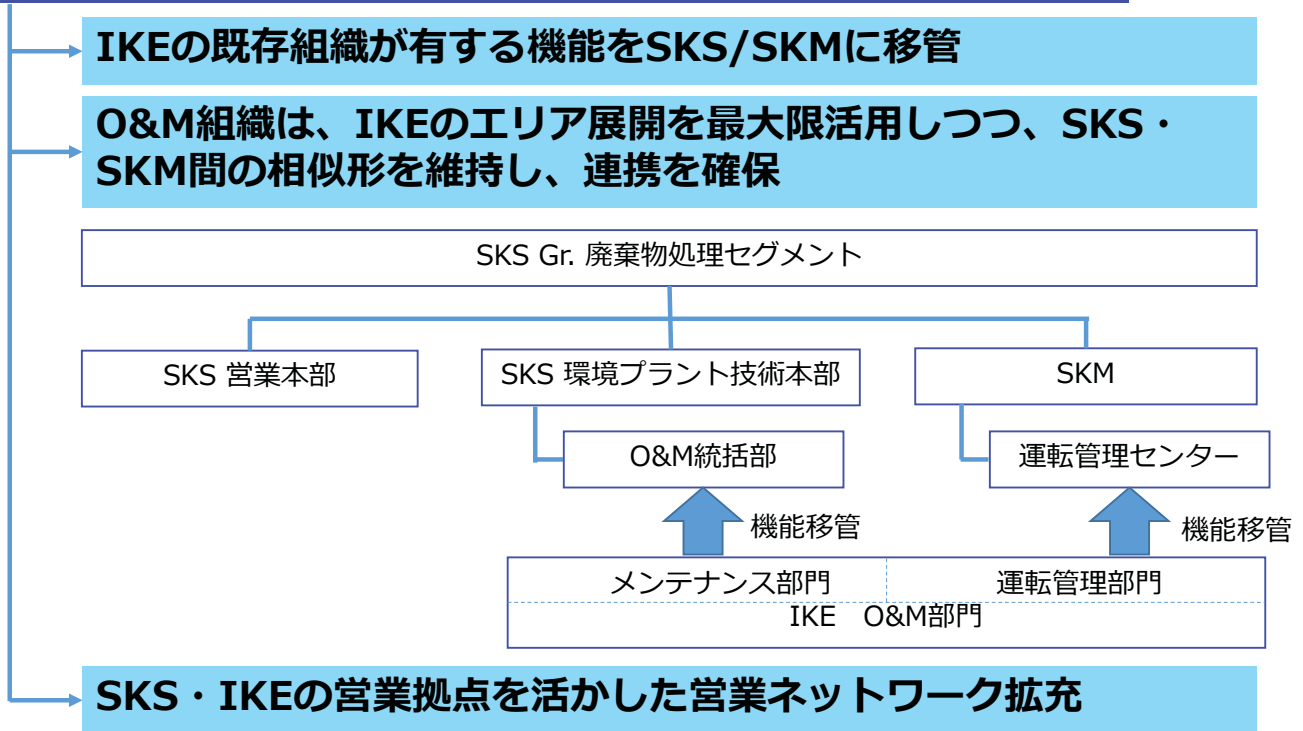 IKEの既存組織が有する機能をSKS/SKMに移管
O&M組織は、IKEのエリア展開を最大限活用しつつ、SKS・
SKM間の相似形を維持し、連携を確保
SKS Gr. 廃棄物処理セグメント
SKS 営業本部
SKS 環境プラント技術本部
SKM
O&M統括部
運転管理センター
機能移管
機能移管
メンテナンス部門
運転管理部門
IKE　O&M部門
SKS・IKEの営業拠点を活かした営業ネットワーク拡充